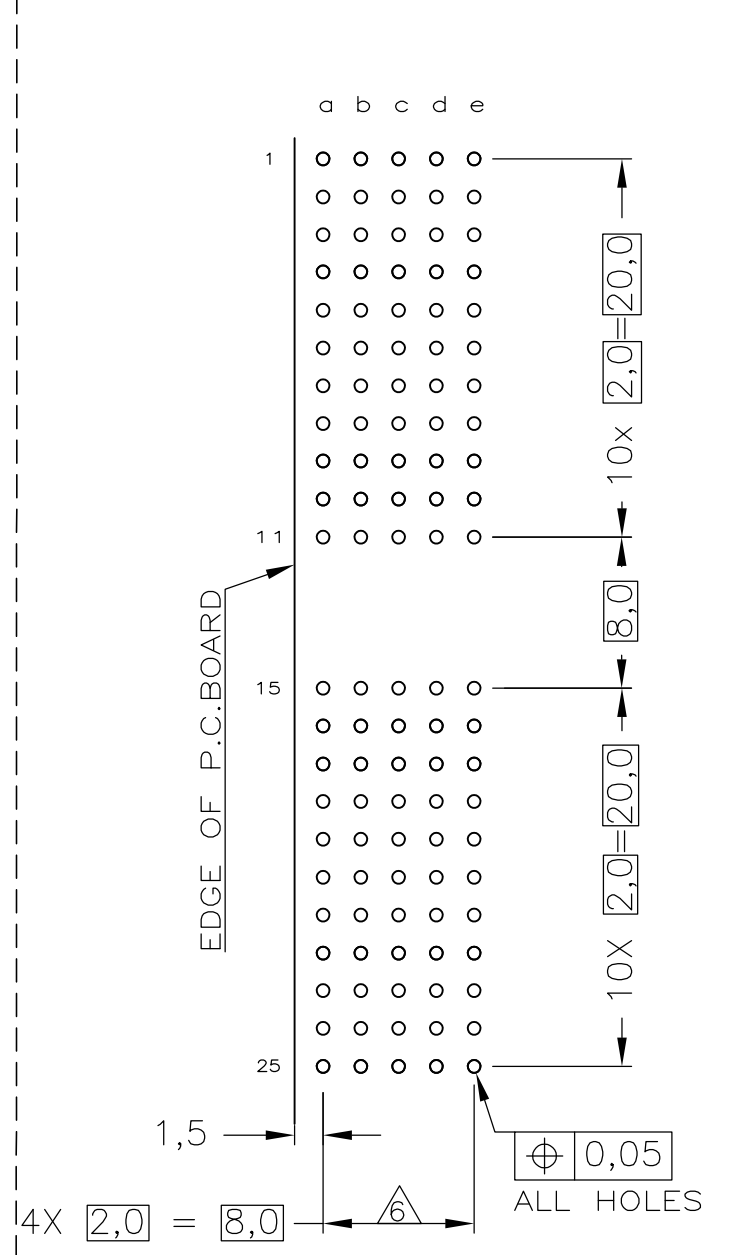 a b c d e
1
10x 2,0=20,0
11
8,0
EDGE OF P.C.BOARD
15
10X 2,0=20,0
25
1,5
⌖ 0,05
ALL HOLES
4X 2,0 = 8,0
6